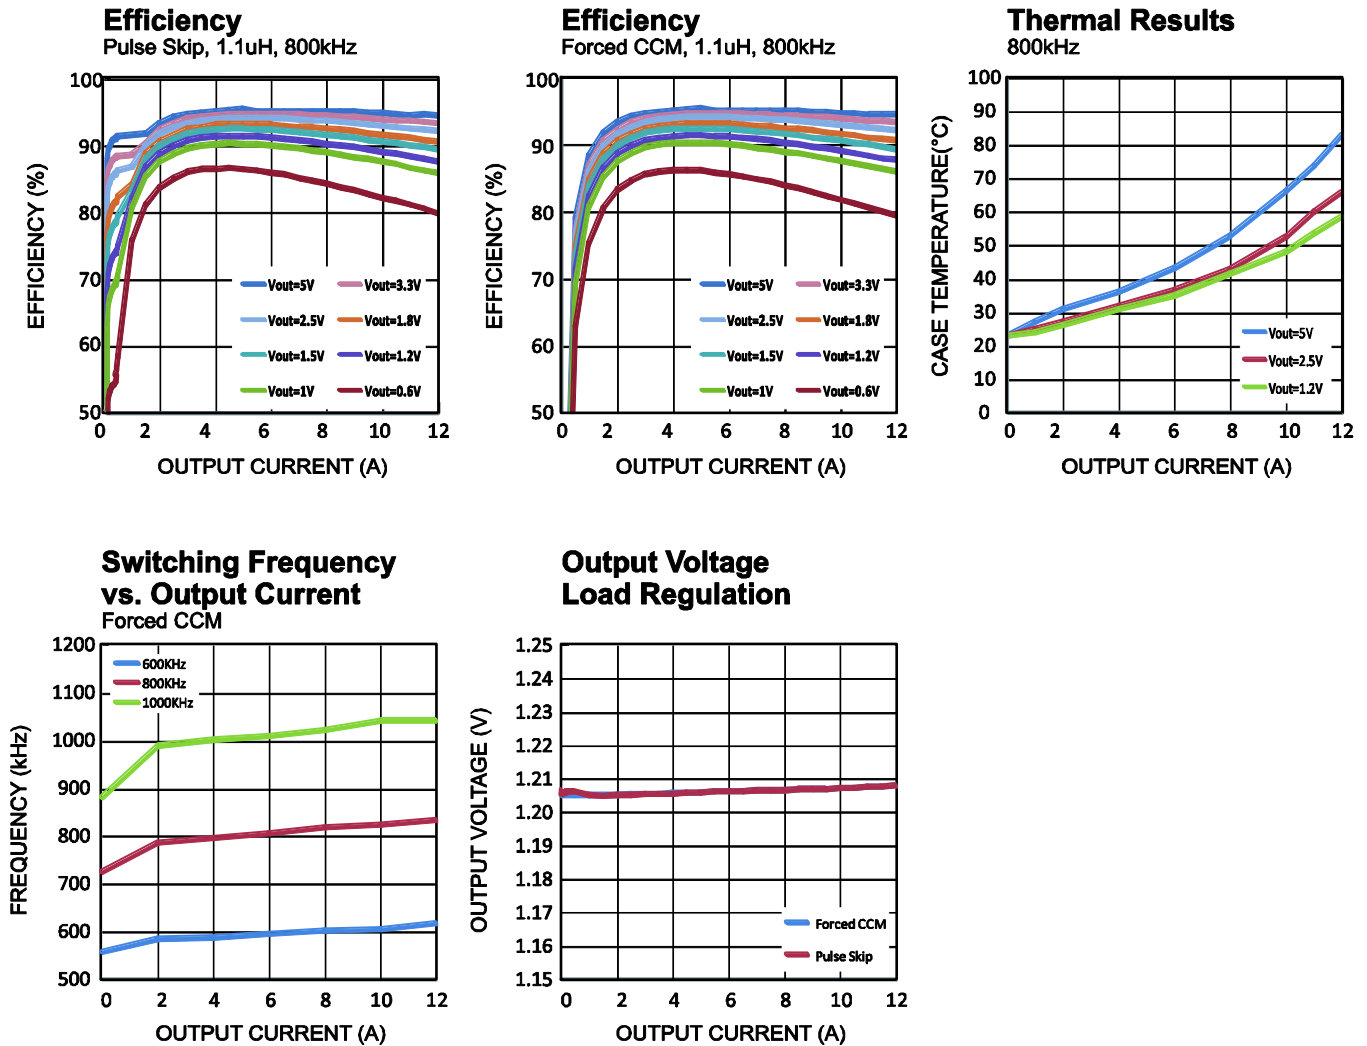 Efficiency
Pulse Skip, 1.1uH, 800kHz
100
90
80
70
60
50
EFFICIENCY (%)
Vout=5V
Vout=3.3V
Vout=2.5V
Vout=1.8V
Vout=1.5V
Vout=1.2V
Vout=1V
Vout=0.6V
0 2 4 6 8 10 12
OUTPUT CURRENT (A)
Efficiency
Forced CCM, 1.1uH, 800kHz
100
90
80
70
60
50
EFFICIENCY (%)
Vout=5V
Vout=3.3V
Vout=2.5V
Vout=1.8V
Vout=1.5V
Vout=1.2V
Vout=1V
Vout=0.6V
0 2 4 6 8 10 12
OUTPUT CURRENT (A)
Thermal Results
800kHz
100
90
80
70
60
50
40
30
20
10
0
CASE TEMPERATURE(°C)
Vout=5V
Vout=2.5V
Vout=1.2V
0 2 4 6 8 10 12
OUTPUT CURRENT (A)
Switching Frequency
vs. Output Current
Forced CCM
1200
1100
1000
900
800
700
600
500
FREQUENCY (kHz)
600KHz
800KHz
1000KHz
0 2 4 6 8 10 12
OUTPUT CURRENT (A)
Output Voltage
Load Regulation
1.25
1.24
1.23
1.22
1.21
1.20
1.19
1.18
1.17
1.16
1.15
OUTPUT VOLTAGE (V)
Forced CCM
Pulse Skip
0 2 4 6 8 10 12
OUTPUT CURRENT (A)